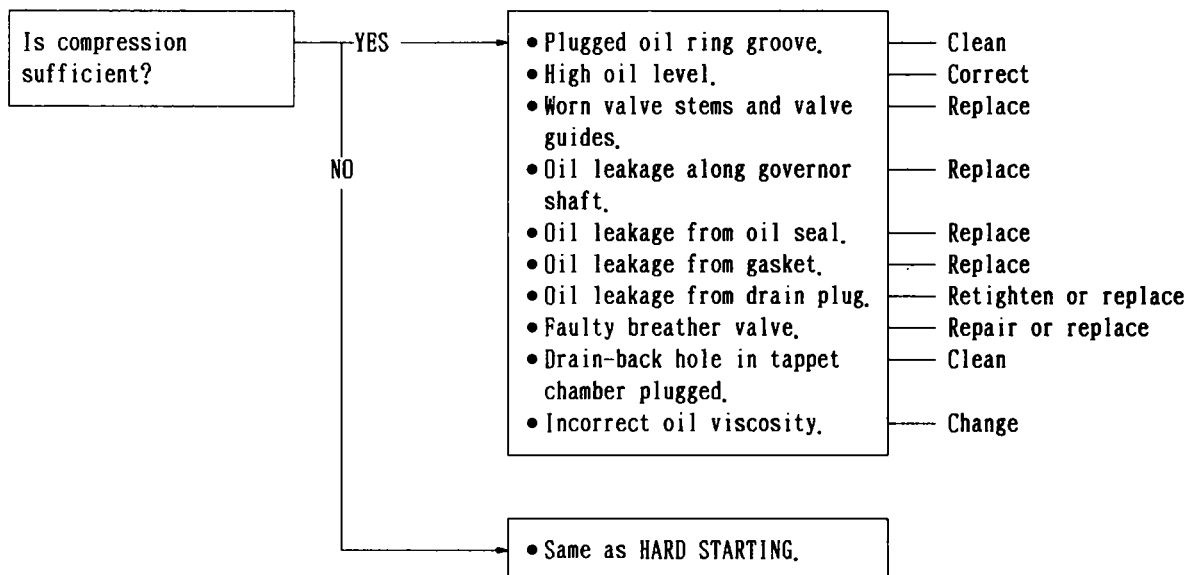 Is compression
sufficient?
YES
NO
● Plugged oil ring groove. Clean
● High oil level. Correct
● Worn valve stems and valve Replace
guides.
● Oil leakage along governor Replace
shaft.
● Oil leakage from oil seal. Replace
● Oil leakage from gasket. Replace
● Oil leakage from drain plug. Retighten or replace
● Faulty breather valve. Repair or replace
● Drain-back hole in tappet Clean
chamber plugged.
● Incorrect oil viscosity. Change
● Same as HARD STARTING.